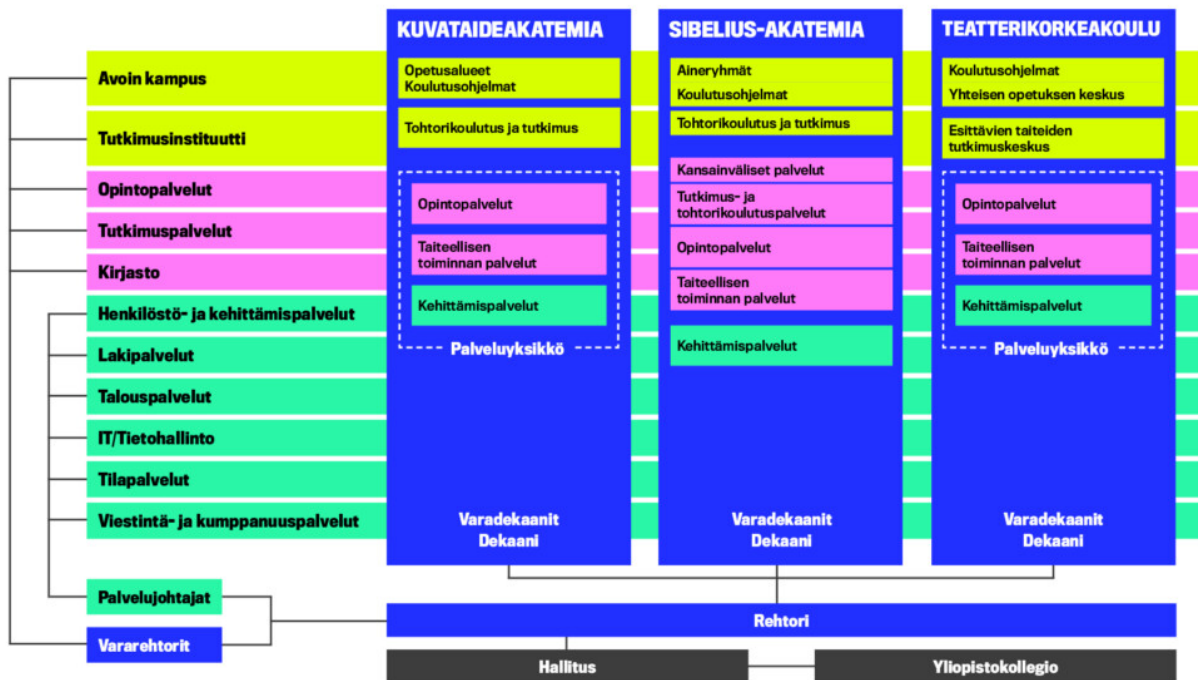 KUVATAIDEAKATEMIA
SIBELIUS-AKATEMIA
TEATTERIKORKEAKOULU
Avoin kampus
Tutkimusinstituutti
Opintopalvelut
Tutkimuspalvelut
Kirjasto
Henkilöstö- ja kehittämispalvelut
Lakipalvelut
Talouspalvelut
IT/Tietohallinto
Tilapalvelut
Viestintä- ja kumppanuuspalvelut
Opetusalueet
Koulutusohjelmat
Tohtorikoulutus ja tutkimus
Opintopalvelut
Taiteellisen
toiminnan palvelut
Kehittämispalvelut
Palveluyksikkö
Varadekaanit
Dekaani
Aineryhmät
Koulutusohjelmat
Tohtorikoulutus ja tutkimus
Kansainväliset palvelut
Tutkimus- ja
tohtorikoulutuspalvelut
Opintopalvelut
Taiteellisen
toiminnan palvelut
Kehittämispalvelut
Varadekaanit
Dekaani
Koulutusohjelmat
Yhteisen opetuksen keskus
Esittävien taiteiden
tutkimuskeskus
Opintopalvelut
Taiteellisen
toiminnan palvelut
Kehittämispalvelut
Palveluyksikkö
Varadekaanit
Dekaani
Palvelujohtajat
Vararehtorit
Rehtori
Hallitus
Yliopistokollegio